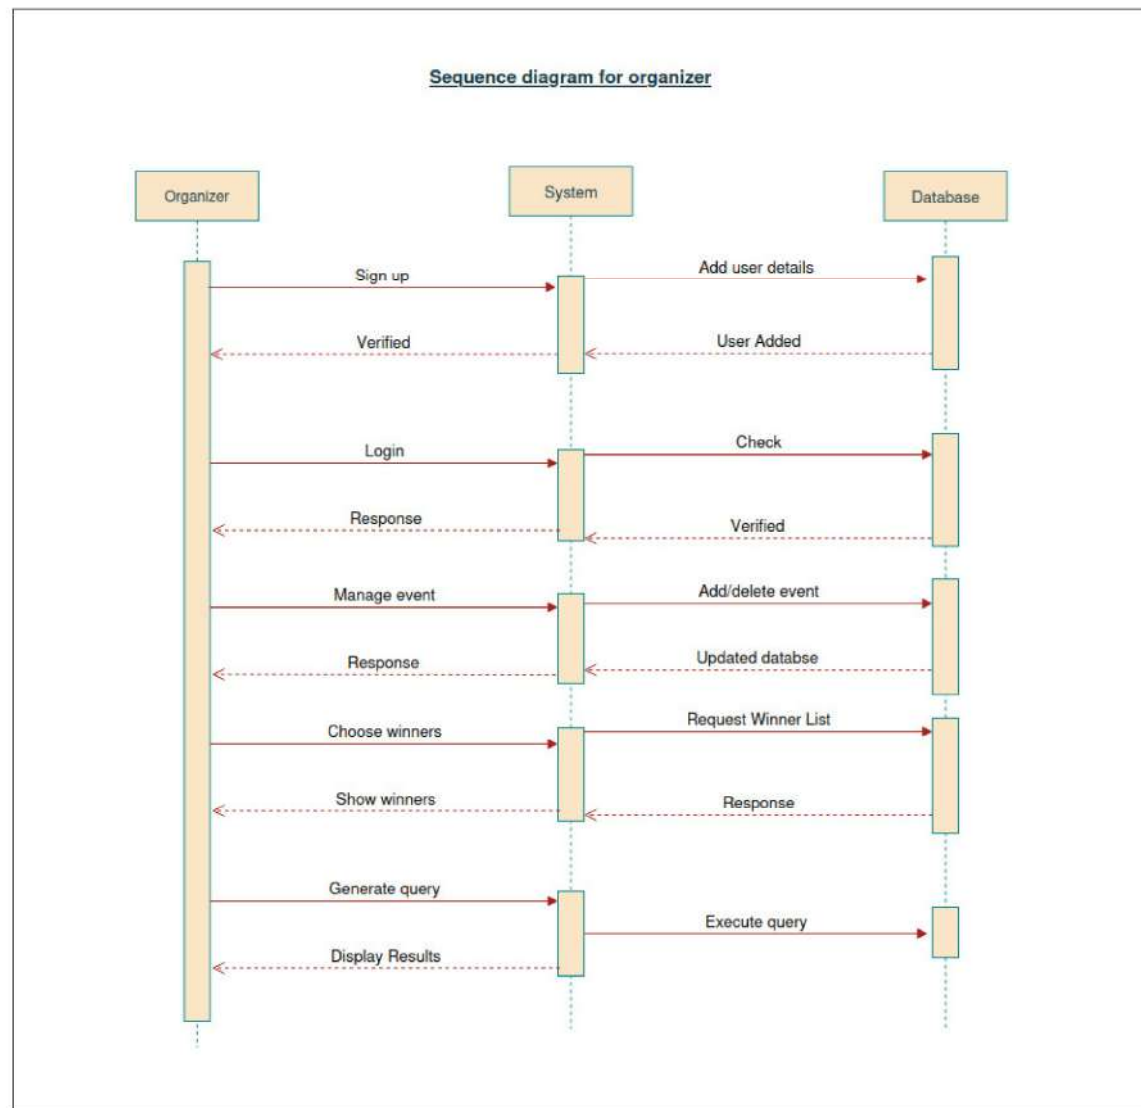 Sequence diagram for organizer
Organizer
System
Database
Sign up
Add user details
Verified
User Added
Login
Check
Response
Verified
Manage event
Add/delete event
Response
Updated databse
Choose winners
Request Winner List
Show winners
Response
Generate query
Execute query
Display Results